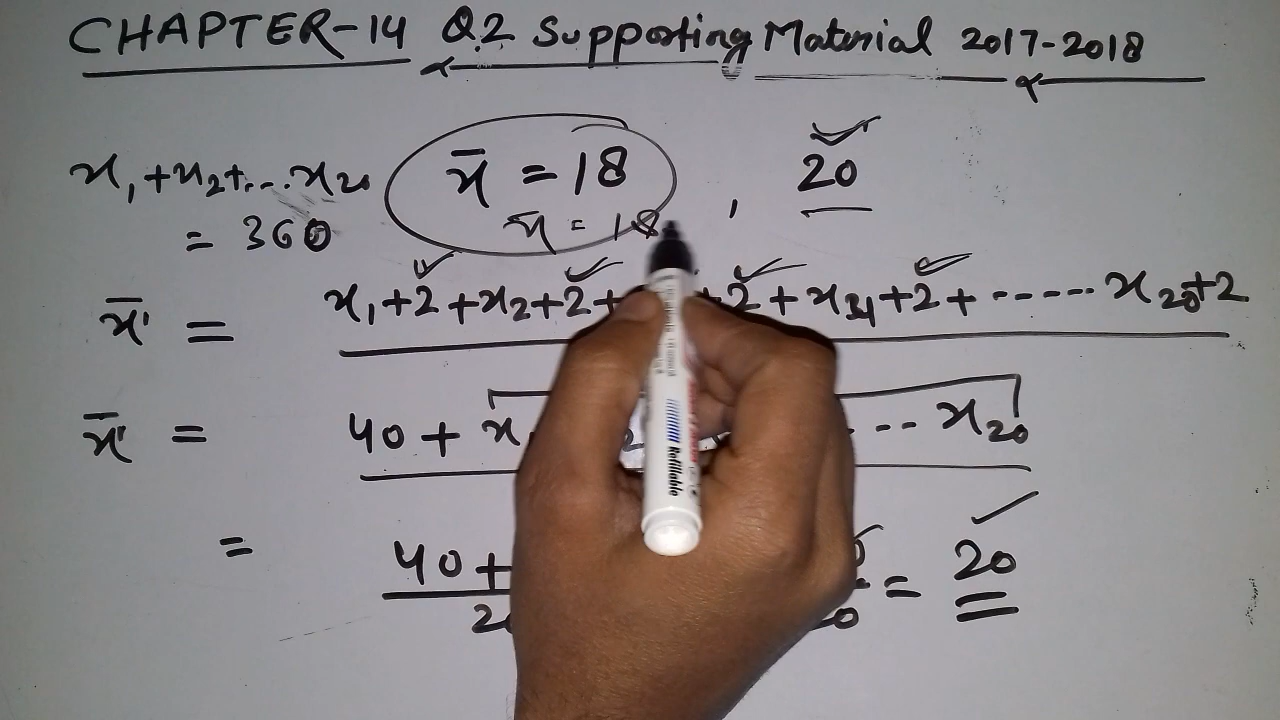 CHAPTER-14 Q.2 Supporting Material 2017-2018
x₁+x₂+...x₂₀ x̄ = 18 , 20
= 360 x̄ = 18
x̄' = x₁+2+x₂+2+ +2+x₄+2+------x₂₀+2
x̄' = 40 + x ... x₂₀
= 40+ = 20
Refillable